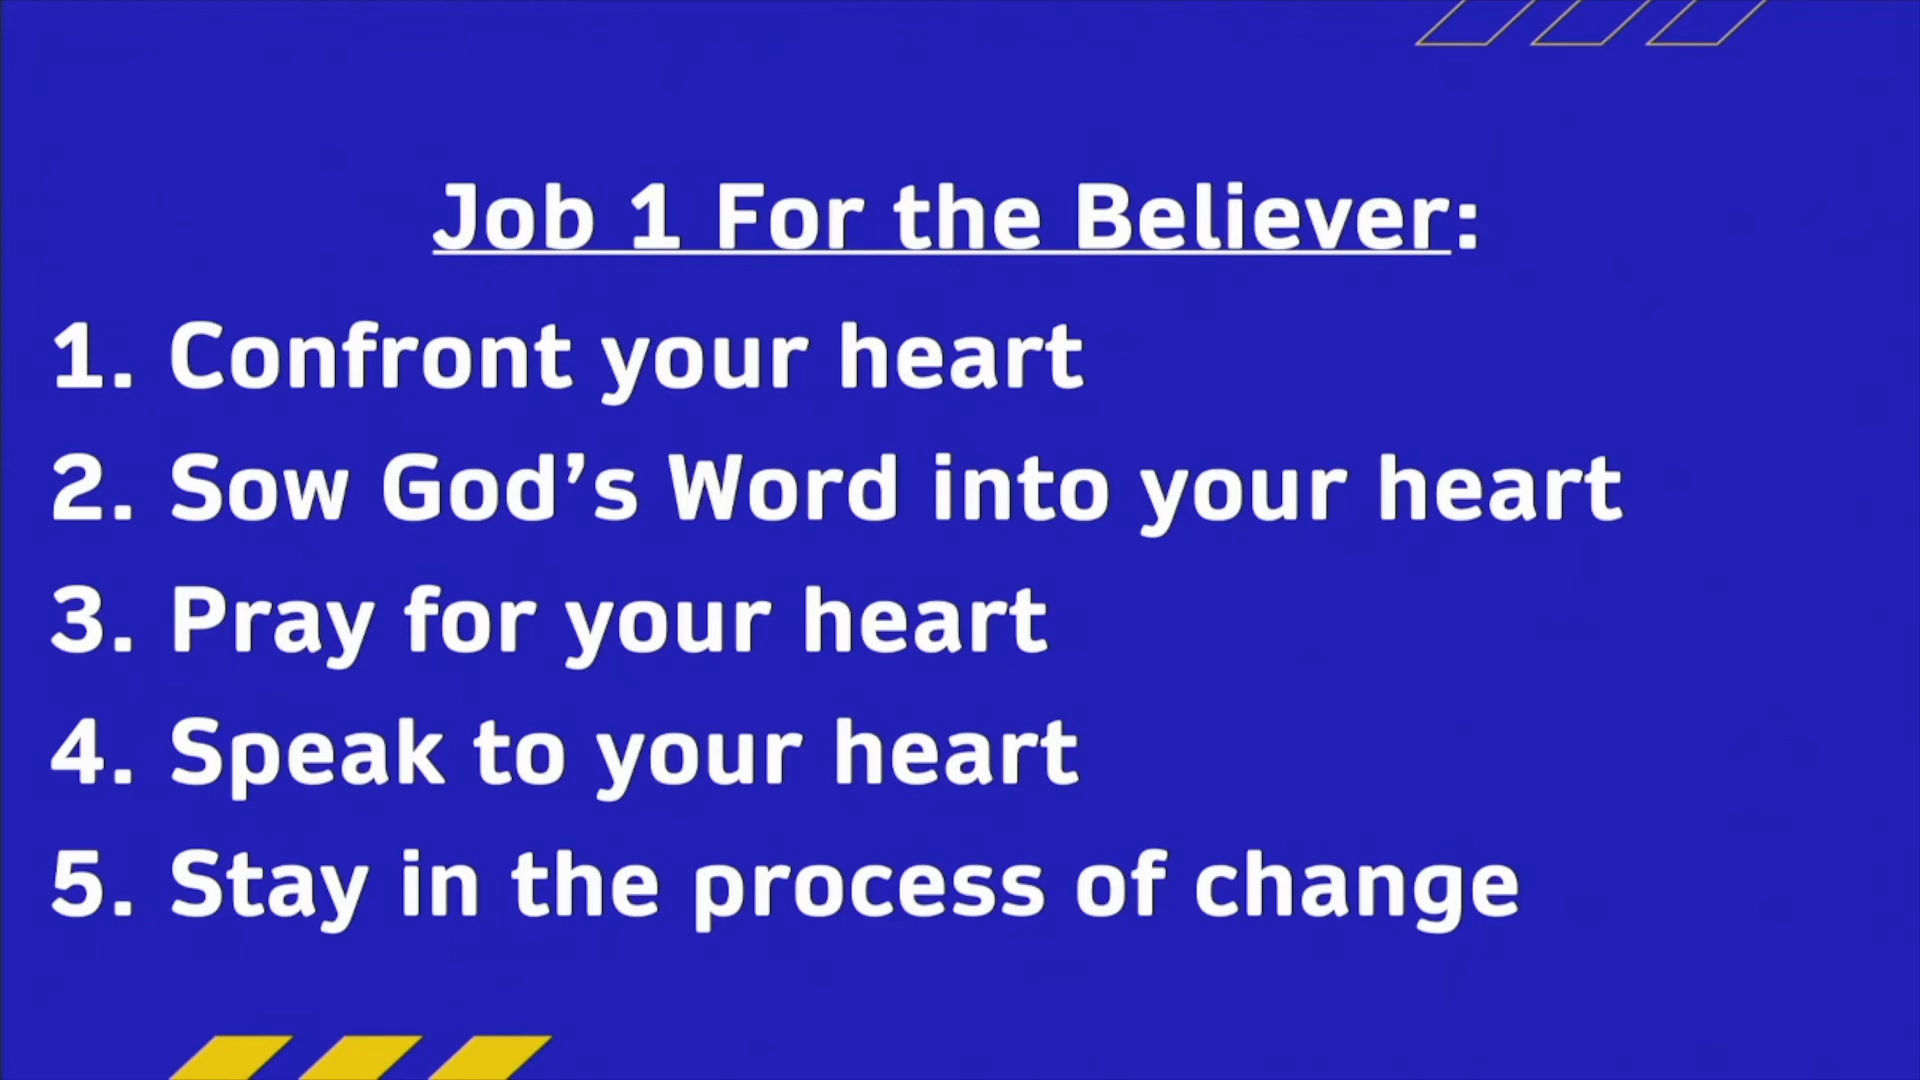 Job 1 For the Believer:
1. Confront your heart
2. Sow God’s Word into your heart
3. Pray for your heart
4. Speak to your heart
5. Stay in the process of change